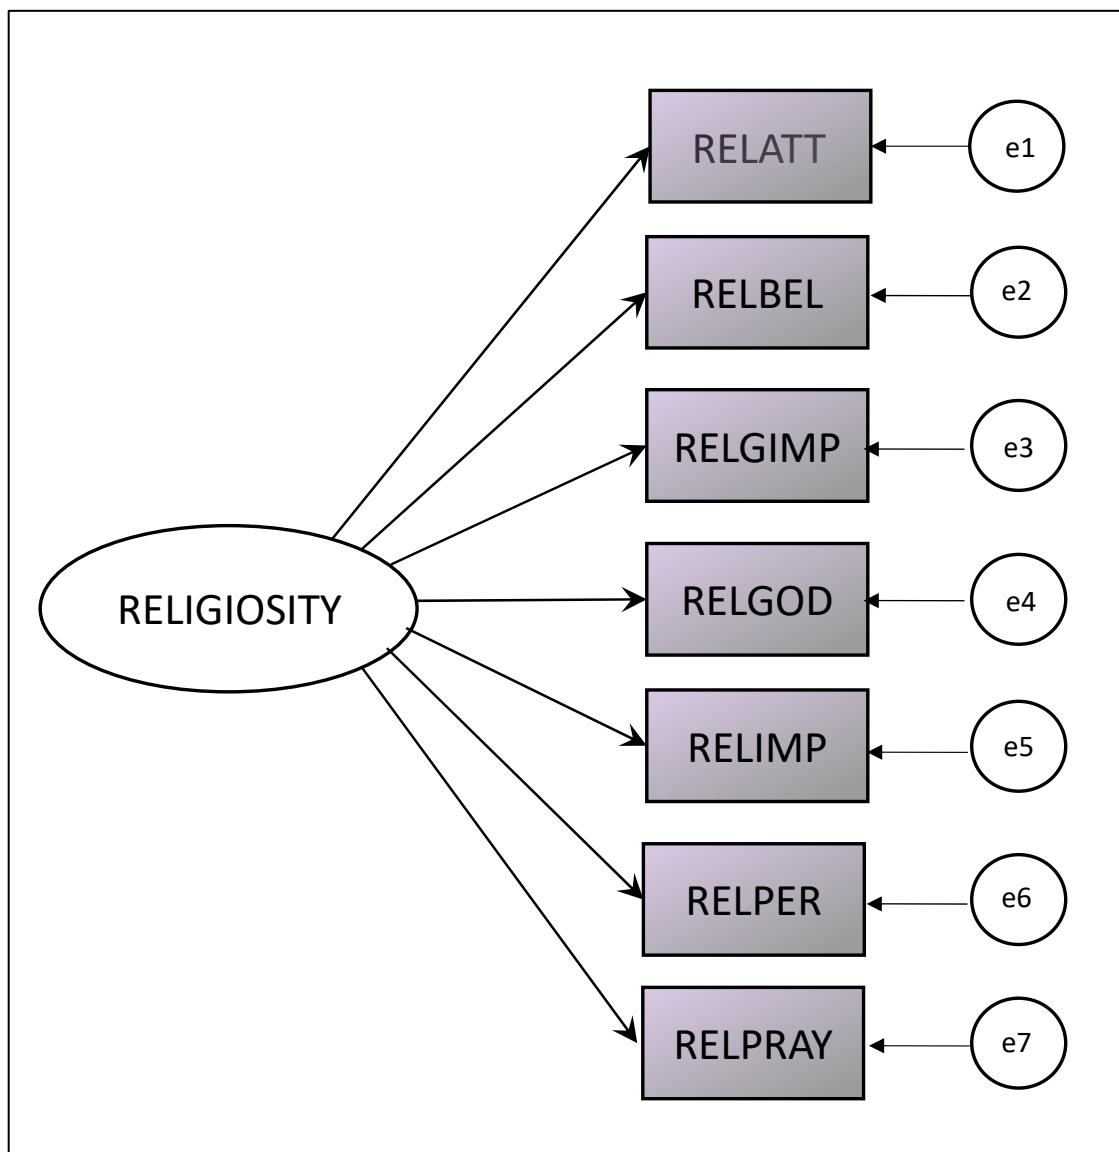 RELATT
e1
RELBEL
e2
RELGIMP
e3
RELIGIOSITY
RELGOD
e4
RELIMP
e5
RELPER
e6
RELPRAY
e7